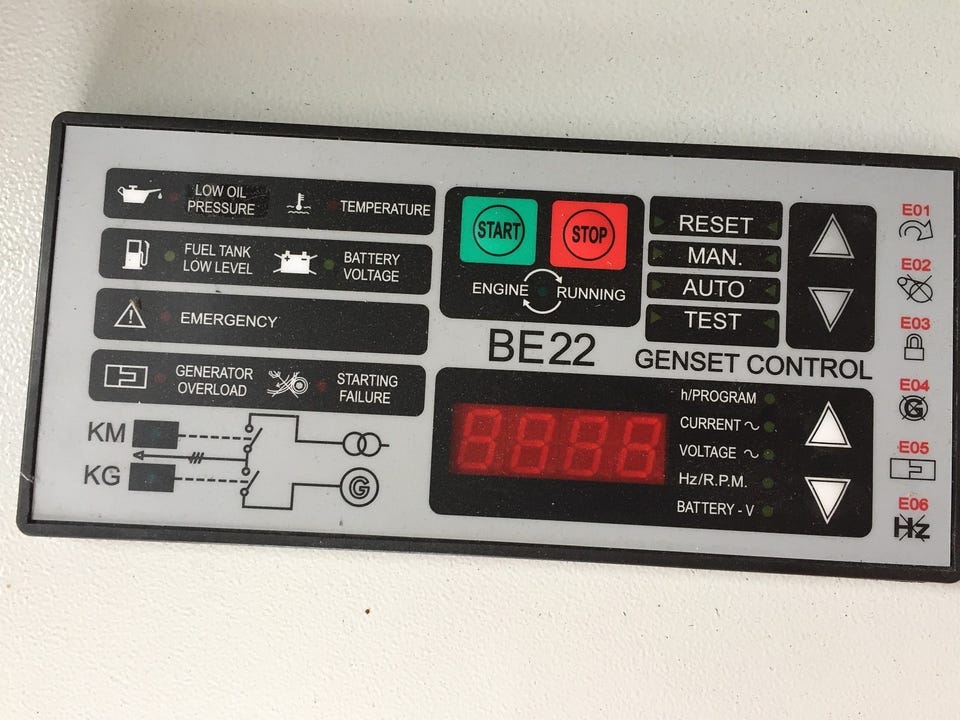 LOW OIL
PRESSURE
TEMPERATURE
FUEL TANK
LOW LEVEL
BATTERY
VOLTAGE
EMERGENCY
GENERATOR
OVERLOAD
STARTING
FAILURE
KM
KG
G
START
STOP
ENGINE RUNNING
RESET
MAN.
AUTO
TEST
BE22
GENSET CONTROL
8888
h/PROGRAM
CURRENT ~
VOLTAGE ~
Hz/R.P.M.
BATTERY - V
E01
E02
E03
E04
G
E05
E06
Hz